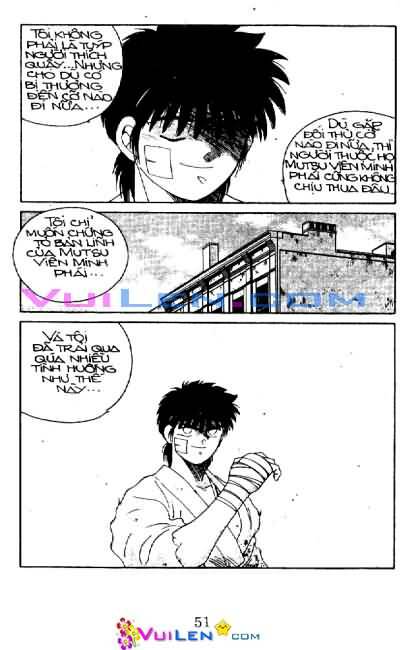 TÔI KHÔNG
PHẢI LÀ TUÝP
NGƯỜI THÍCH
QUẬY...NHƯNG
CHO DÙ CÓ
BỊ THƯƠNG
ĐẾN CỠ NÀO
ĐI NỮA...
DÙ GẶP
ĐỐI THỦ CỠ
NÀO ĐI NỮA, THÌ
NGƯỜI THUỘC HỌ
MUTSU VIÊN MINH
PHÁI CŨNG KHÔNG
CHỊU THUA ĐÂU.
TÔI CHỈ
MUỐN CHỨNG
TỎ BẢN LĨNH
CỦA MUTSU
VIÊN MINH
PHÁI...
VUILEN.COM
VÀ TÔI
ĐÃ TRẢI QUA
QUÁ NHIỀU
TÌNH HUỐNG
NHƯ THẾ
NÀY...
51
VUILEN.COM